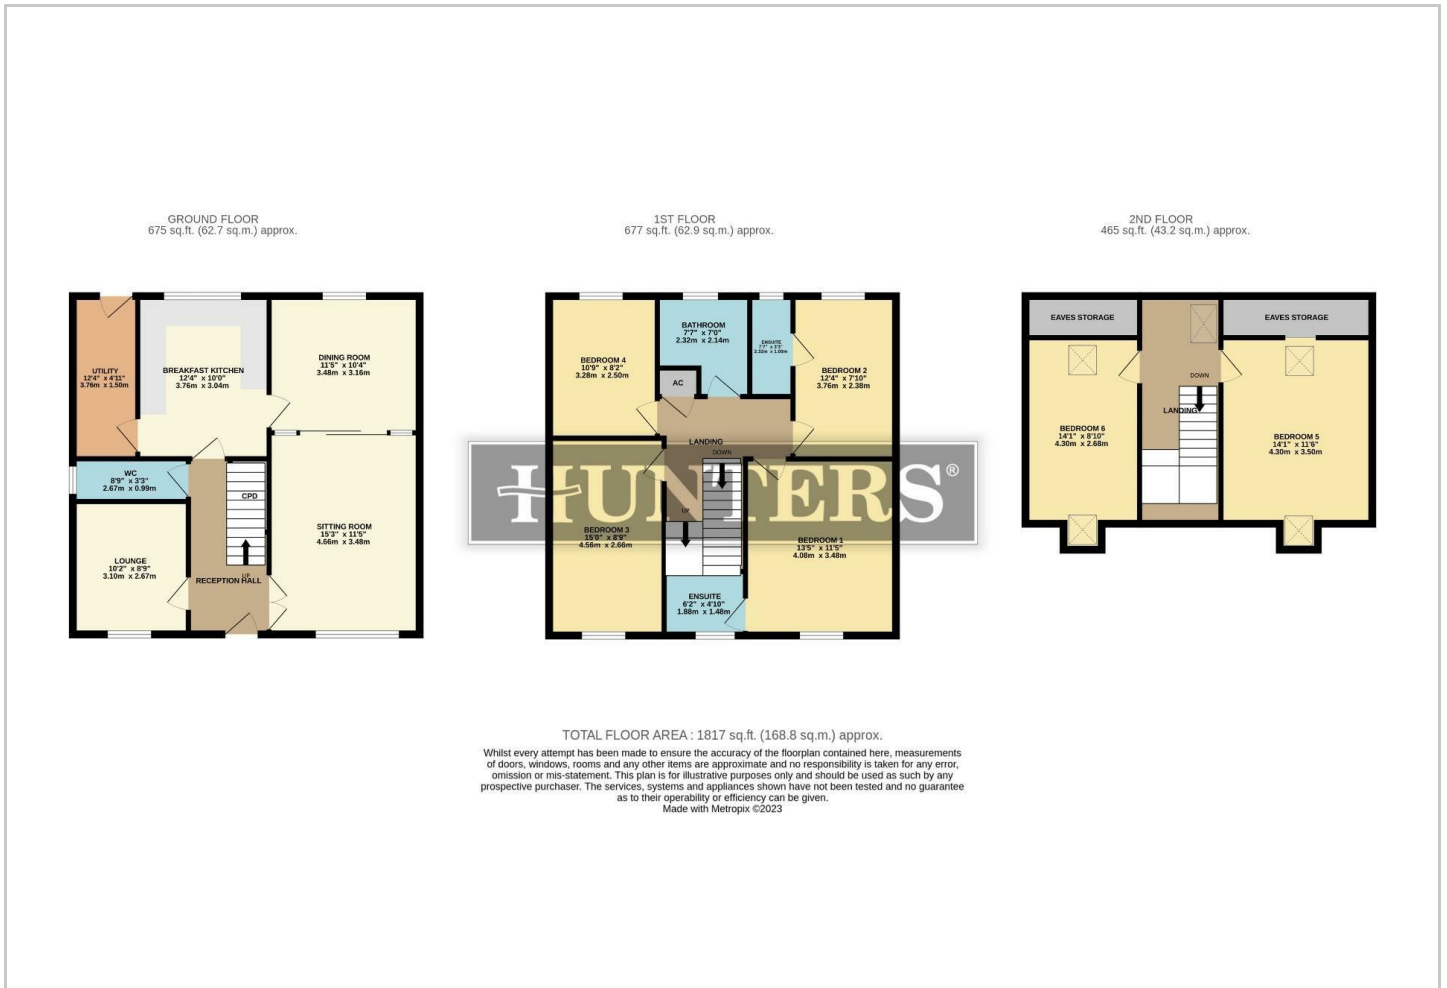 GROUND FLOOR
675 sq.ft. (62.7 sq.m.) approx.
UTILITY
12'4" x 4'11"
3.76m x 1.50m
BREAKFAST KITCHEN
12'4" x 10'0"
3.76m x 3.04m
DINING ROOM
11'5" x 10'4"
3.48m x 3.16m
WC
8'9" x 3'3"
2.67m x 0.99m
CPD
SITTING ROOM
15'3" x 11'5"
4.66m x 3.48m
LOUNGE
10'2" x 8'9"
3.10m x 2.67m
UP
RECEPTION HALL
1ST FLOOR
677 sq.ft. (62.9 sq.m.) approx.
BATHROOM
7'7" x 7'0"
2.32m x 2.14m
ENSUITE
7'7" x 3'3"
2.32m x 1.00m
BEDROOM 4
10'9" x 8'2"
3.28m x 2.50m
BEDROOM 2
12'4" x 7'10"
3.76m x 2.38m
AC
LANDING
DOWN
HUNTERS®
UP
BEDROOM 3
15'0" x 8'9"
4.56m x 2.66m
BEDROOM 1
13'5" x 11'5"
4.08m x 3.48m
ENSUITE
6'2" x 4'10"
1.88m x 1.48m
2ND FLOOR
465 sq.ft. (43.2 sq.m.) approx.
EAVES STORAGE
EAVES STORAGE
DOWN
LANDING
BEDROOM 6
14'1" x 8'10"
4.30m x 2.68m
BEDROOM 5
14'1" x 11'6"
4.30m x 3.50m
TOTAL FLOOR AREA : 1817 sq.ft. (168.8 sq.m.) approx.
Whilst every attempt has been made to ensure the accuracy of the floorplan contained here, measurements
of doors, windows, rooms and any other items are approximate and no responsibility is taken for any error,
omission or mis-statement. This plan is for illustrative purposes only and should be used as such by any
prospective purchaser. The services, systems and appliances shown have not been tested and no guarantee
as to their operability or efficiency can be given.
Made with Metropix ©2023